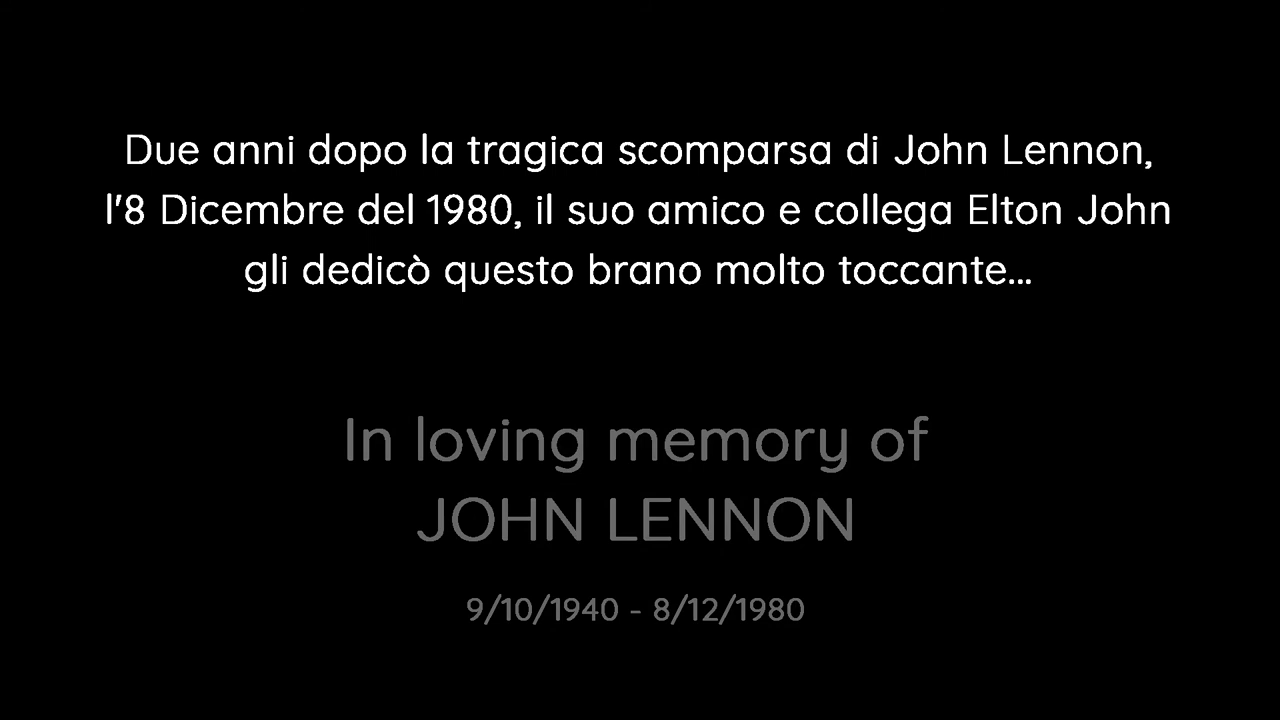 Due anni dopo la tragica scomparsa di John Lennon,
l'8 Dicembre del 1980, il suo amico e collega Elton John
gli dedicò questo brano molto toccante...
In loving memory of
JOHN LENNON
9/10/1940 - 8/12/1980